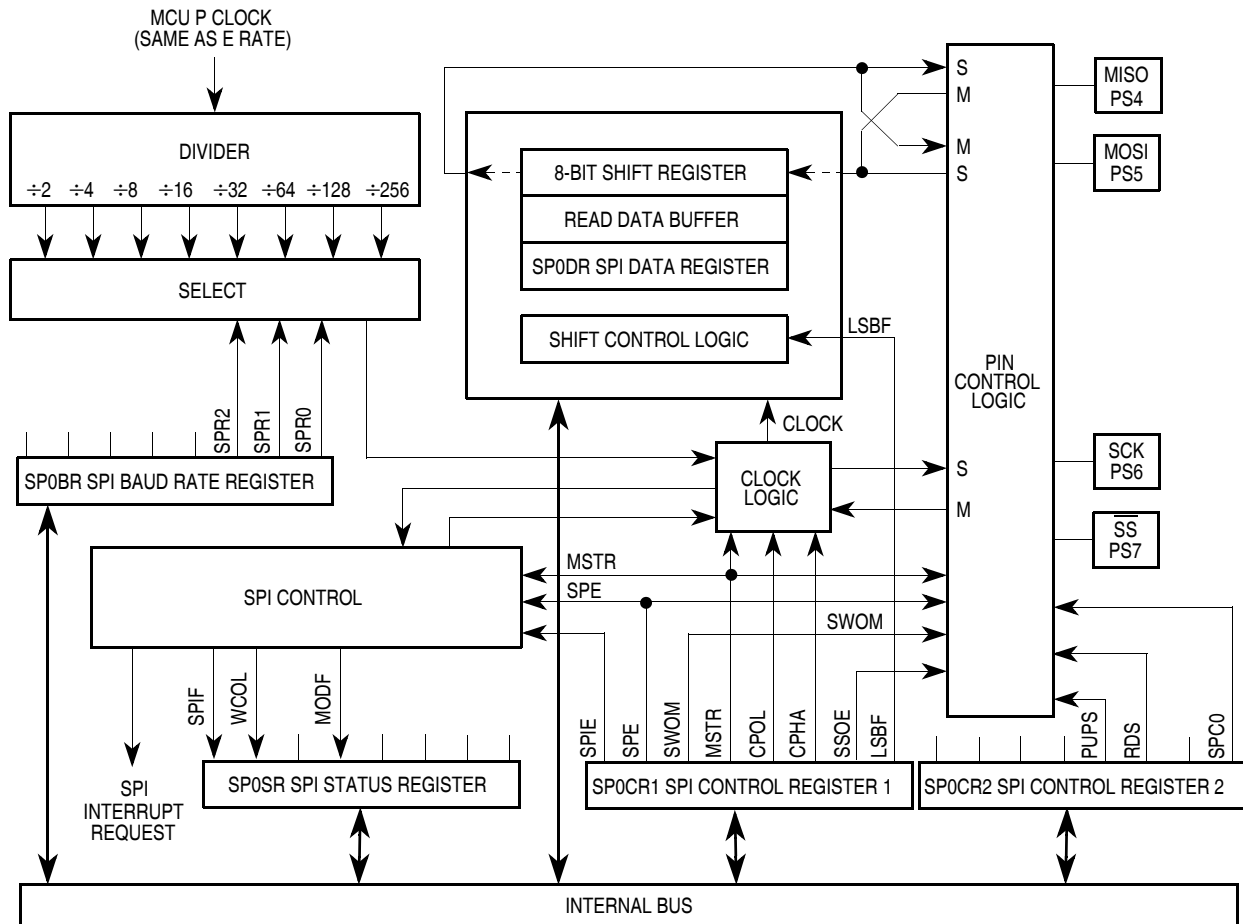 MCU P CLOCK
(SAME AS E RATE)
DIVIDER
÷2 ÷4 ÷8 ÷16 ÷32 ÷64 ÷128 ÷256
SELECT
SPR2
SPR1
SPR0
SP0BR SPI BAUD RATE REGISTER
8-BIT SHIFT REGISTER
READ DATA BUFFER
SP0DR SPI DATA REGISTER
SHIFT CONTROL LOGIC
LSBF
CLOCK
CLOCK
LOGIC
S
M
M
S
PIN
CONTROL
LOGIC
S
M
MISO
PS4
MOSI
PS5
SCK
PS6
SS
PS7
SPI CONTROL
MSTR
SPE
SWOM
SPIF
WCOL
MODF
SPI
INTERRUPT
REQUEST
SP0SR SPI STATUS REGISTER
SPIE
SPE
SWOM
MSTR
CPOL
CPHA
SSOE
LSBF
SP0CR1 SPI CONTROL REGISTER 1
PUPS
RDS
SPC0
SP0CR2 SPI CONTROL REGISTER 2
INTERNAL BUS